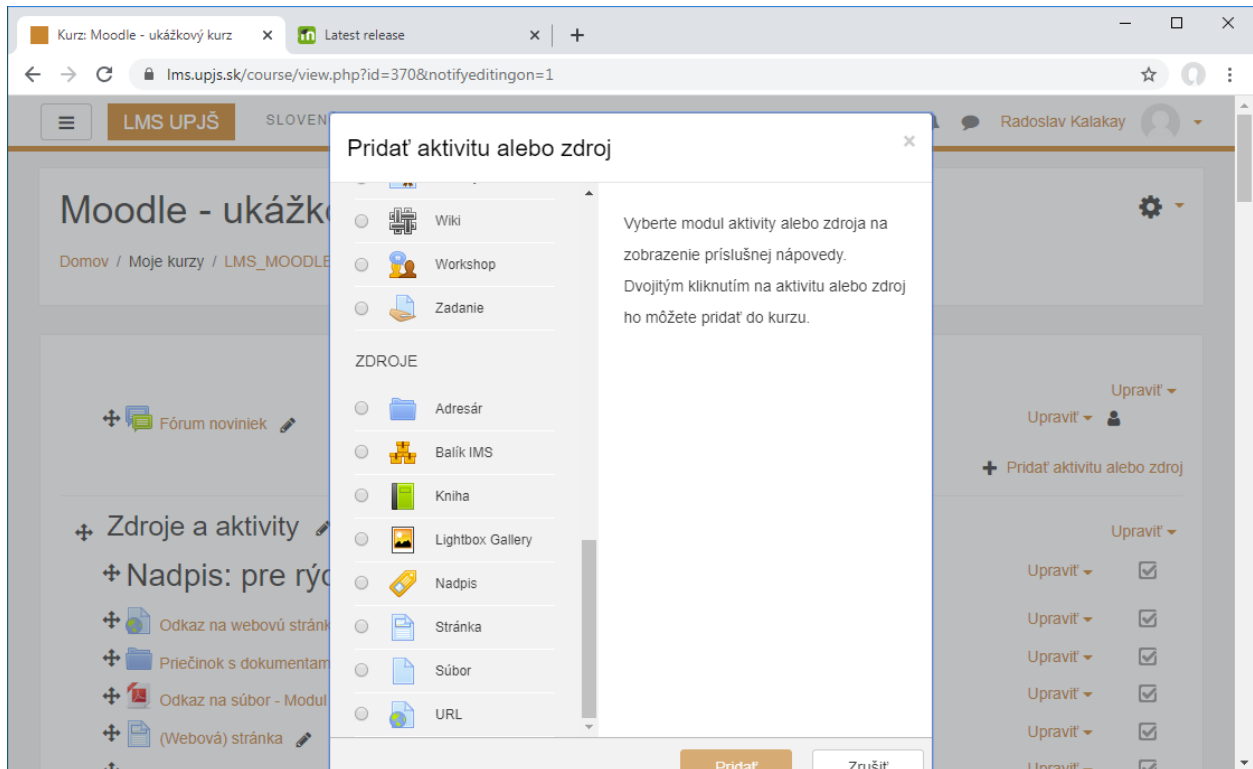 Kurz: Moodle - ukážkový kurz
Latest release
lms.upjs.sk/course/view.php?id=370&notifyeditingon=1
LMS UPJŠ
SLOVEN
Radoslav Kalakay
Pridať aktivitu alebo zdroj
Moodle - ukážko
Domov / Moje kurzy / LMS_MOODLE
Wiki
Workshop
Zadanie
ZDROJE
Adresár
Balík IMS
Kniha
Lightbox Gallery
Nadpis
Stránka
Súbor
URL
Vyberte modul aktivity alebo zdroja na
zobrazenie príslušnej nápovedy.
Dvojitým kliknutím na aktivitu alebo zdroj
ho môžete pridať do kurzu.
Pridať
Zrušiť
Upraviť
Fórum noviniek
Upraviť
Pridať aktivitu alebo zdroj
Zdroje a aktivity
Upraviť
Nadpis: pre rýc
Upraviť
Odkaz na webovú stránk
Upraviť
Priečinok s dokumentam
Upraviť
Odkaz na súbor - Modul
Upraviť
(Webová) stránka
Upraviť
Upraviť